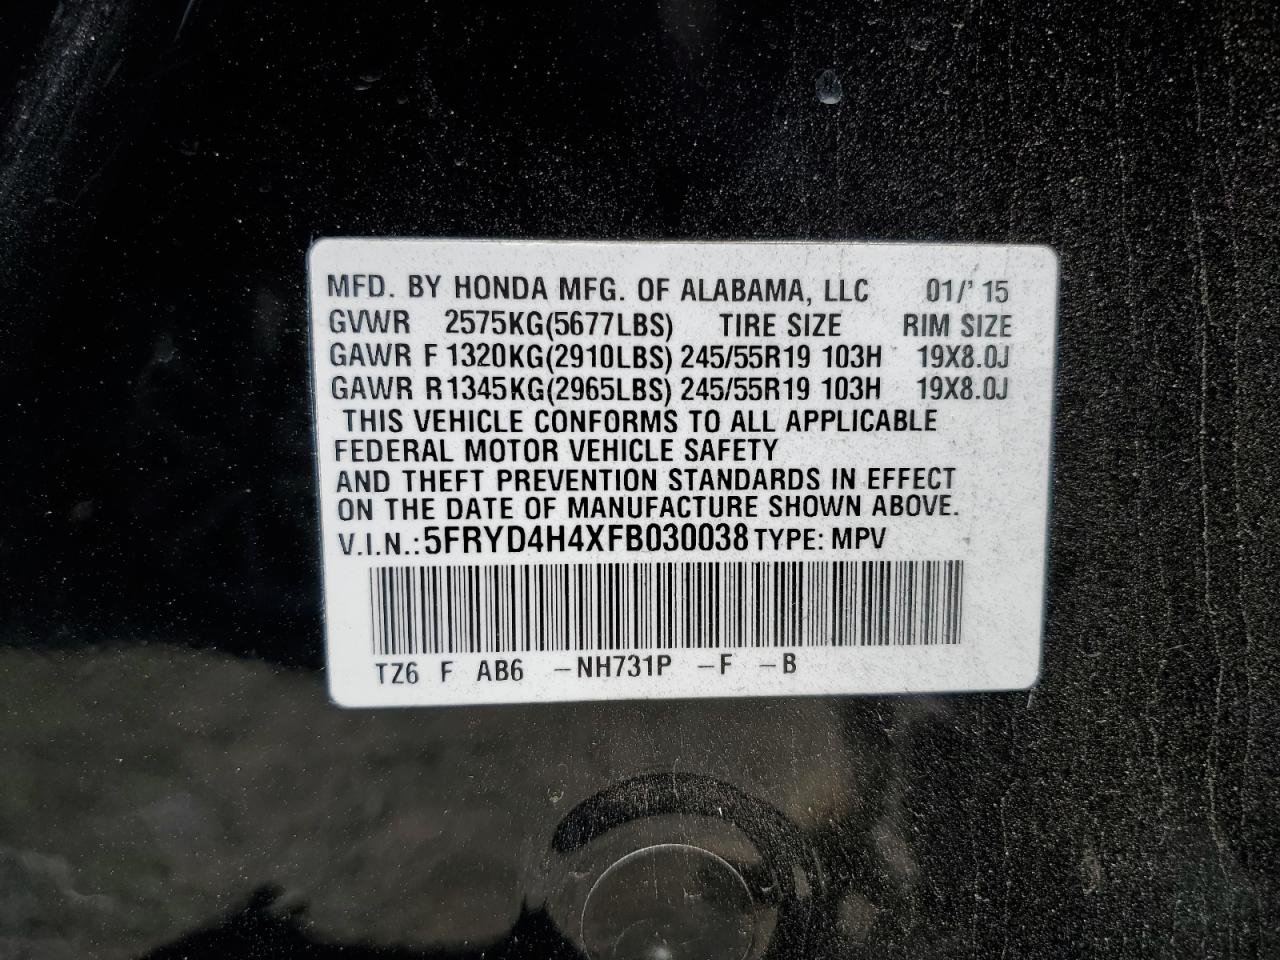 MFD. BY HONDA MFG. OF ALABAMA, LLC 01/'15
GVWR 2575KG(5677LBS) TIRE SIZE RIM SIZE
GAWR F 1320KG(2910LBS) 245/55R19 103H 19X8.0J
GAWR R 1345KG(2965LBS) 245/55R19 103H 19X8.0J
THIS VEHICLE CONFORMS TO ALL APPLICABLE
FEDERAL MOTOR VEHICLE SAFETY
AND THEFT PREVENTION STANDARDS IN EFFECT
ON THE DATE OF MANUFACTURE SHOWN ABOVE.
V.I.N.: 5FRYD4H4XFB030038 TYPE: MPV
TZ6 F AB6 -NH731P -F -B